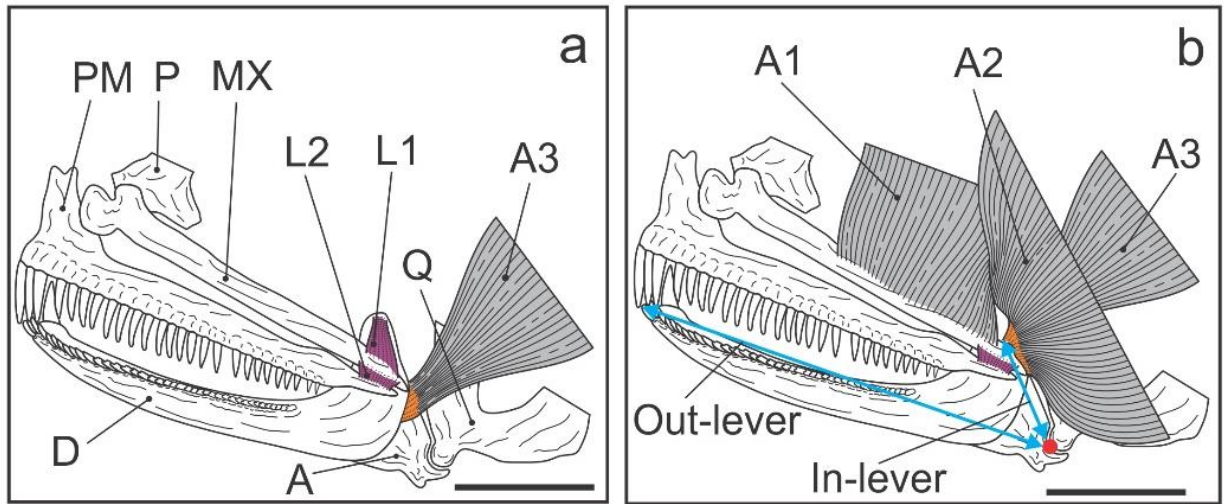 a
PM P MX
L2 L1 A3
Q
D
A
b
A1 A2
A3
Out-lever
In-lever